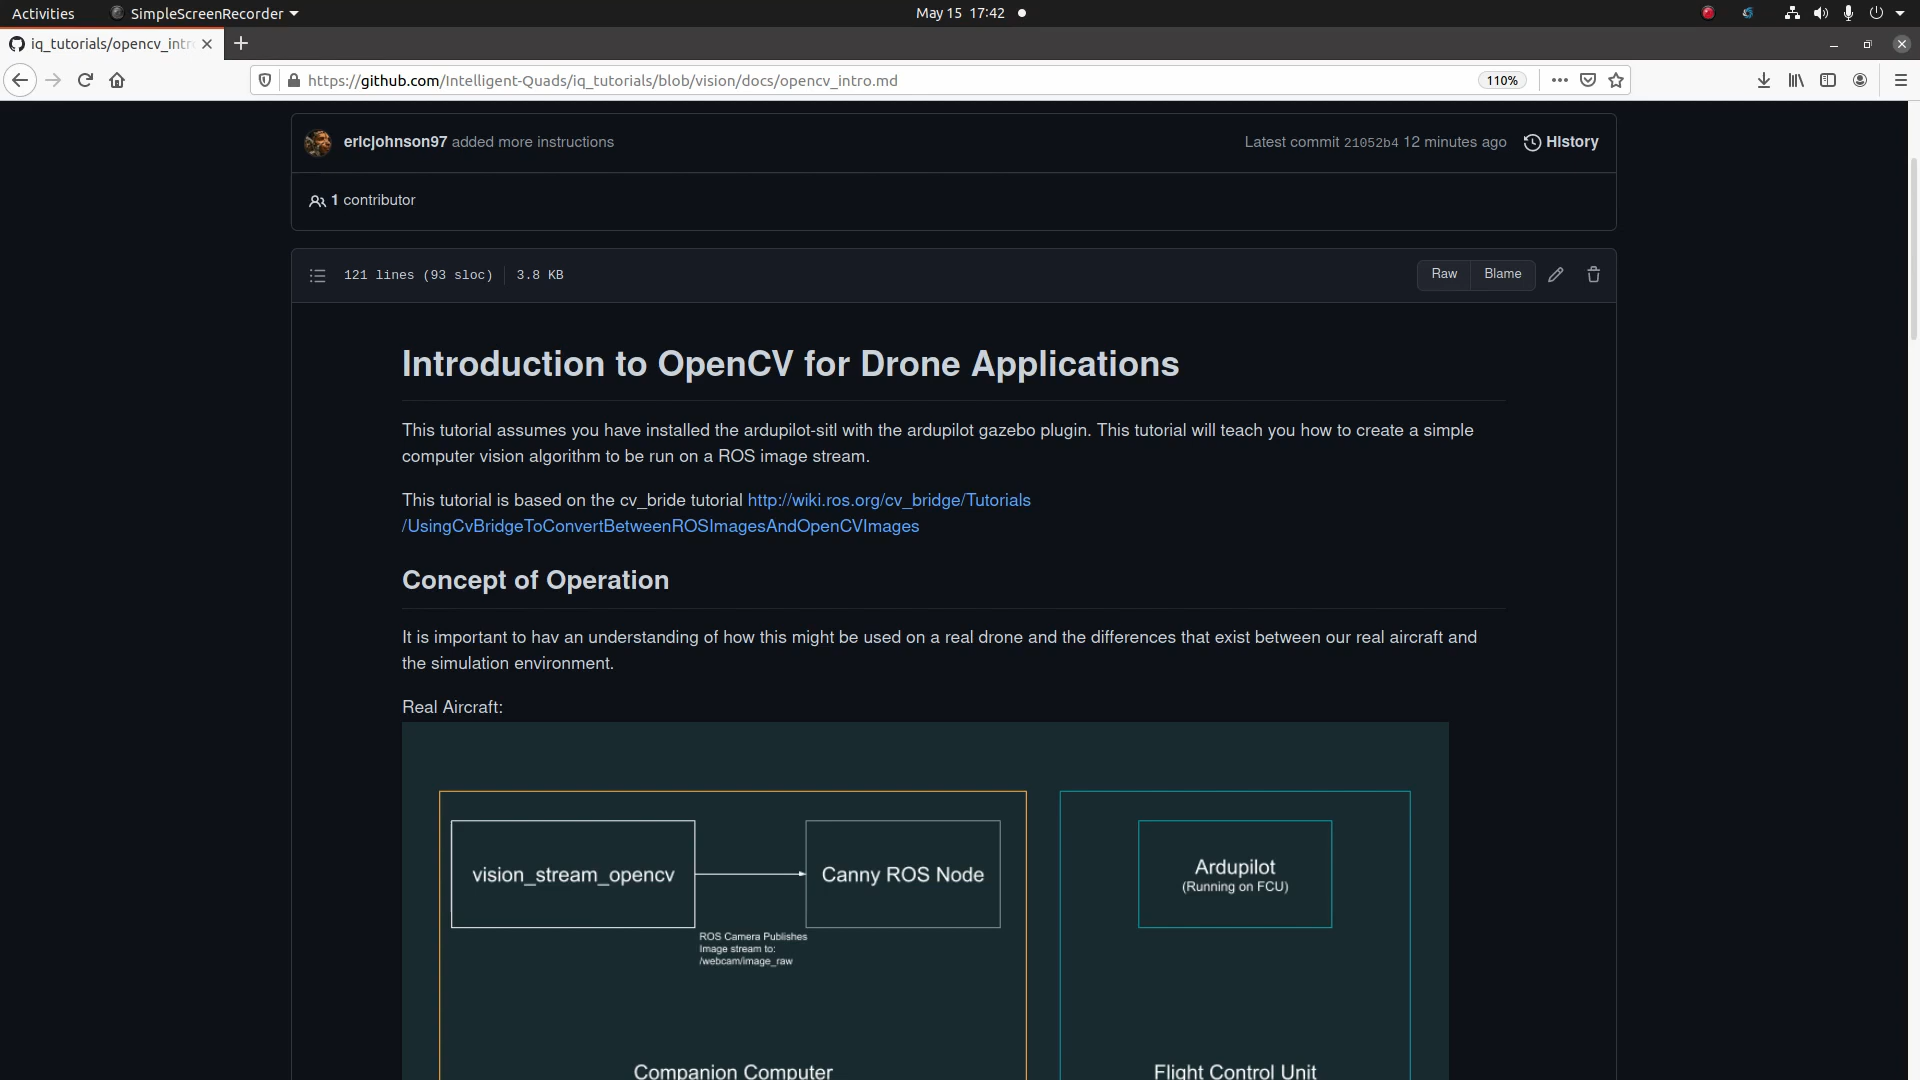 Activities
SimpleScreenRecorder
May 15 17:42
iq_tutorials/opencv_intr
https://github.com/Intelligent-Quads/iq_tutorials/blob/vision/docs/opencv_intro.md
110%
ericjohnson97 added more instructions
Latest commit 21052b4 12 minutes ago
History
1 contributor
121 lines (93 sloc)
3.8 KB
Raw
Blame
Introduction to OpenCV for Drone Applications
This tutorial assumes you have installed the ardupilot-sitl with the ardupilot gazebo plugin. This tutorial will teach you how to create a simple
computer vision algorithm to be run on a ROS image stream.
This tutorial is based on the cv_bride tutorial http://wiki.ros.org/cv_bridge/Tutorials
/UsingCvBridgeToConvertBetweenROSImagesAndOpenCVImages
Concept of Operation
It is important to hav an understanding of how this might be used on a real drone and the differences that exist between our real aircraft and
the simulation environment.
Real Aircraft:
vision_stream_opencv
Canny ROS Node
Ardupilot
(Running on FCU)
ROS Camera Publishes
Image stream to:
/webcam/image_raw
Companion Computer
Flight Control Unit